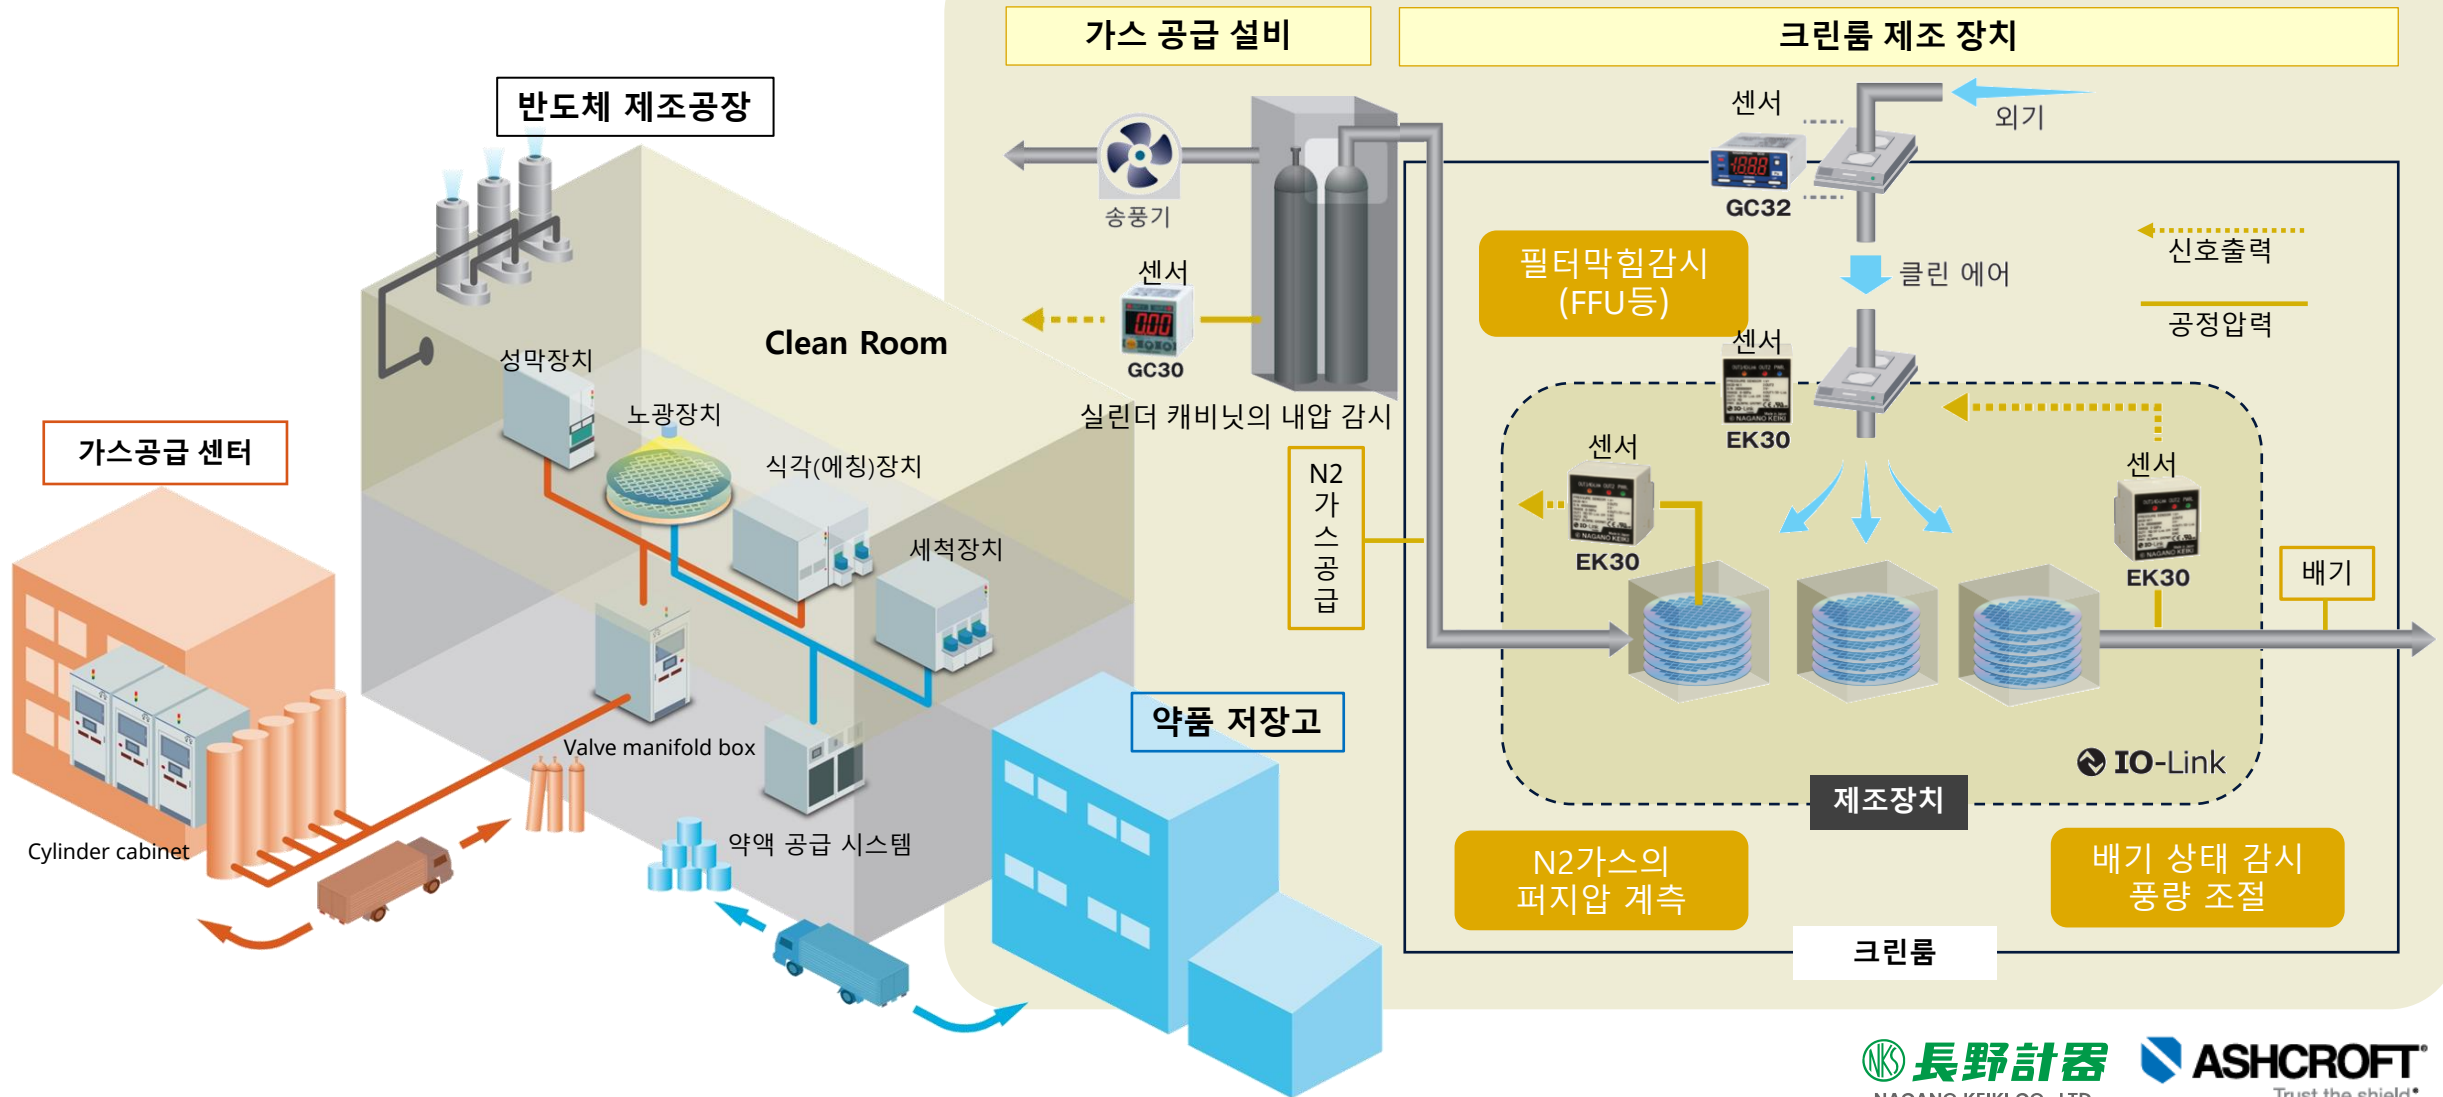 가스 공급 설비
크린룸 제조 장치
반도체 제조공장
센서
외기
GC32
송풍기
신호출력
필터막힘감시
(FFU등)
클린 에어
센서
GC30
공정압력
센서
Clean Room
성막장치
노광장치
실린더 캐비닛의 내압 감시
EK30
가스공급 센터
식각(에칭)장치
N2
가
스
공
급
센서
EK30
센서
EK30
세척장치
배기
약품 저장고
Valve manifold box
IO-Link
제조장치
Cylinder cabinet
약액 공급 시스템
N2가스의
퍼지압 계측
배기 상태 감시
풍량 조절
크린룸
NKS 長野計器
NAGANO KEIKI CO., LTD.
ASHCROFT
Trust the shield.